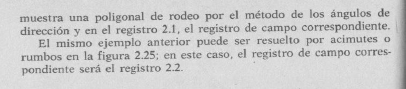 muestra una poligonal de rodeo por el método de los ángulos de
dirección y en el registro 2.1, el registro de campo correspondiente.
El mismo ejemplo anterior puede ser resuelto por acimutes o
rumbos en la figura 2.25; en este caso, el registro de campo corres-
pondiente será el registro 2.2.